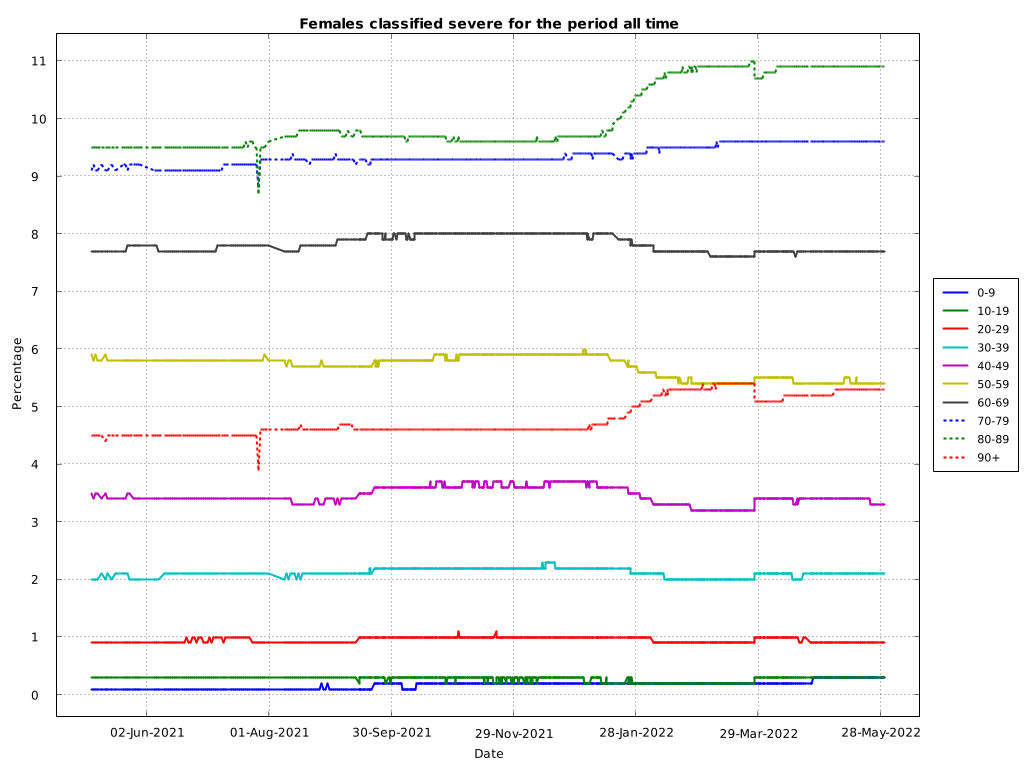 Females classified severe for the period all time
Percentage
11
10
9
8
7
6
5
4
3
2
1
0
02-Jun-2021
01-Aug-2021
30-Sep-2021
29-Nov-2021
28-Jan-2022
29-Mar-2022
28-May-2022
Date
0-9
10-19
20-29
30-39
40-49
50-59
60-69
70-79
80-89
90+